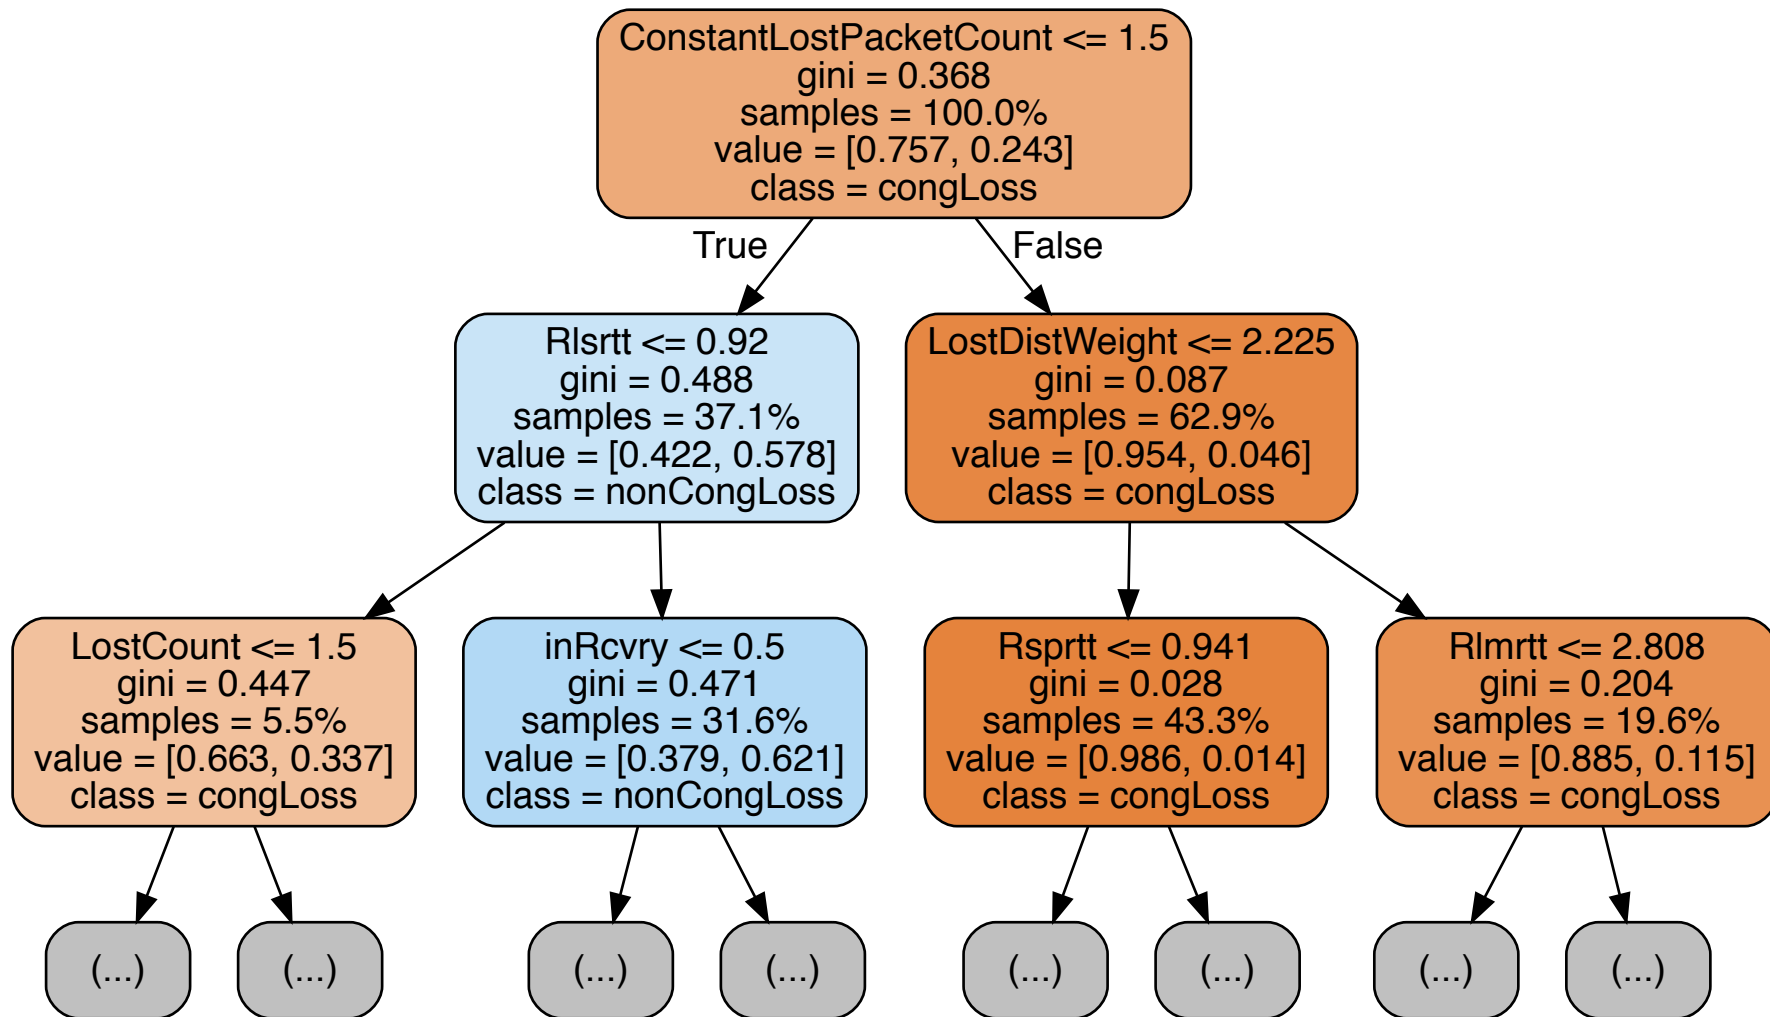 ConstantLostPacketCount <= 1.5
gini = 0.368
samples = 100.0%
value = [0.757, 0.243]
class = congLoss
True
False
Rlsrtt <= 0.92
gini = 0.488
samples = 37.1%
value = [0.422, 0.578]
class = nonCongLoss
LostDistWeight <= 2.225
gini = 0.087
samples = 62.9%
value = [0.954, 0.046]
class = congLoss
LostCount <= 1.5
gini = 0.447
samples = 5.5%
value = [0.663, 0.337]
class = congLoss
inRcvry <= 0.5
gini = 0.471
samples = 31.6%
value = [0.379, 0.621]
class = nonCongLoss
Rsprtt <= 0.941
gini = 0.028
samples = 43.3%
value = [0.986, 0.014]
class = congLoss
Rlmrtt <= 2.808
gini = 0.204
samples = 19.6%
value = [0.885, 0.115]
class = congLoss
(...)
(...)
(...)
(...)
(...)
(...)
(...)
(...)